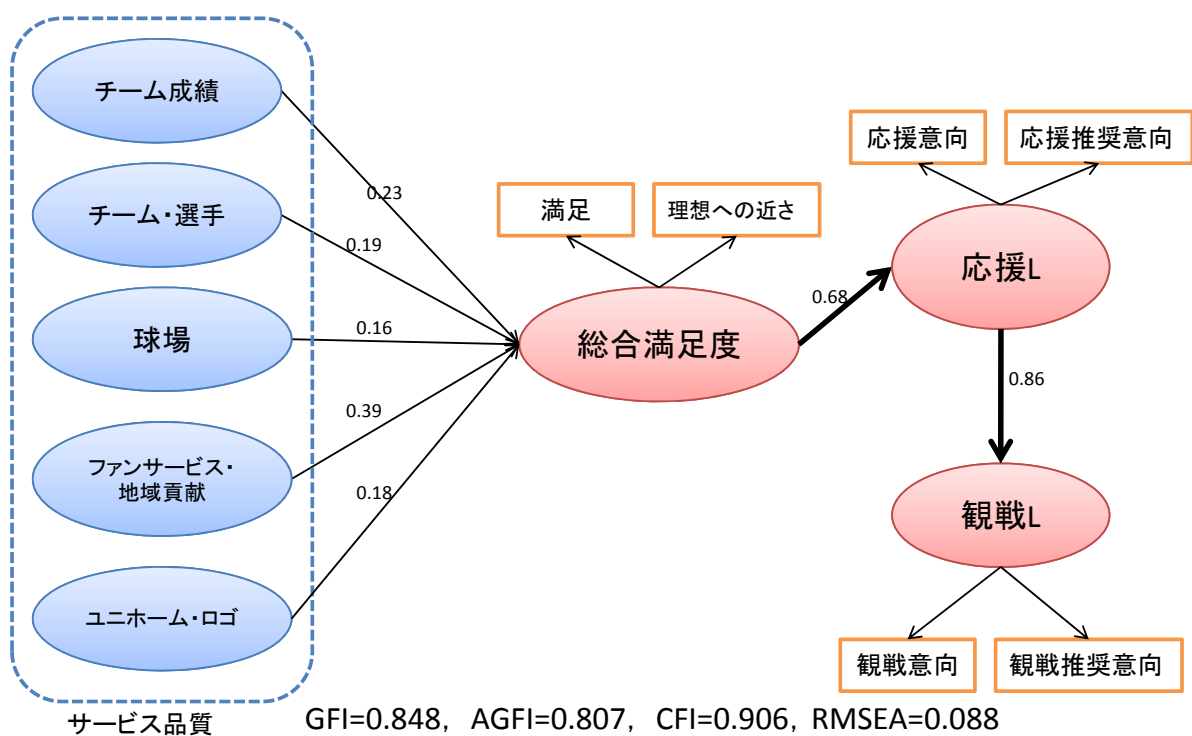 チーム成績
チーム・選手
球場
ファンサービス・
地域貢献
ユニホーム・ロゴ
サービス品質
0.23
0.19
0.16
0.39
0.18
満足
理想への近さ
総合満足度
0.68
応援意向
応援推奨意向
応援L
0.86
観戦L
観戦意向
観戦推奨意向
GFI=0.848, AGFI=0.807, CFI=0.906, RMSEA=0.088